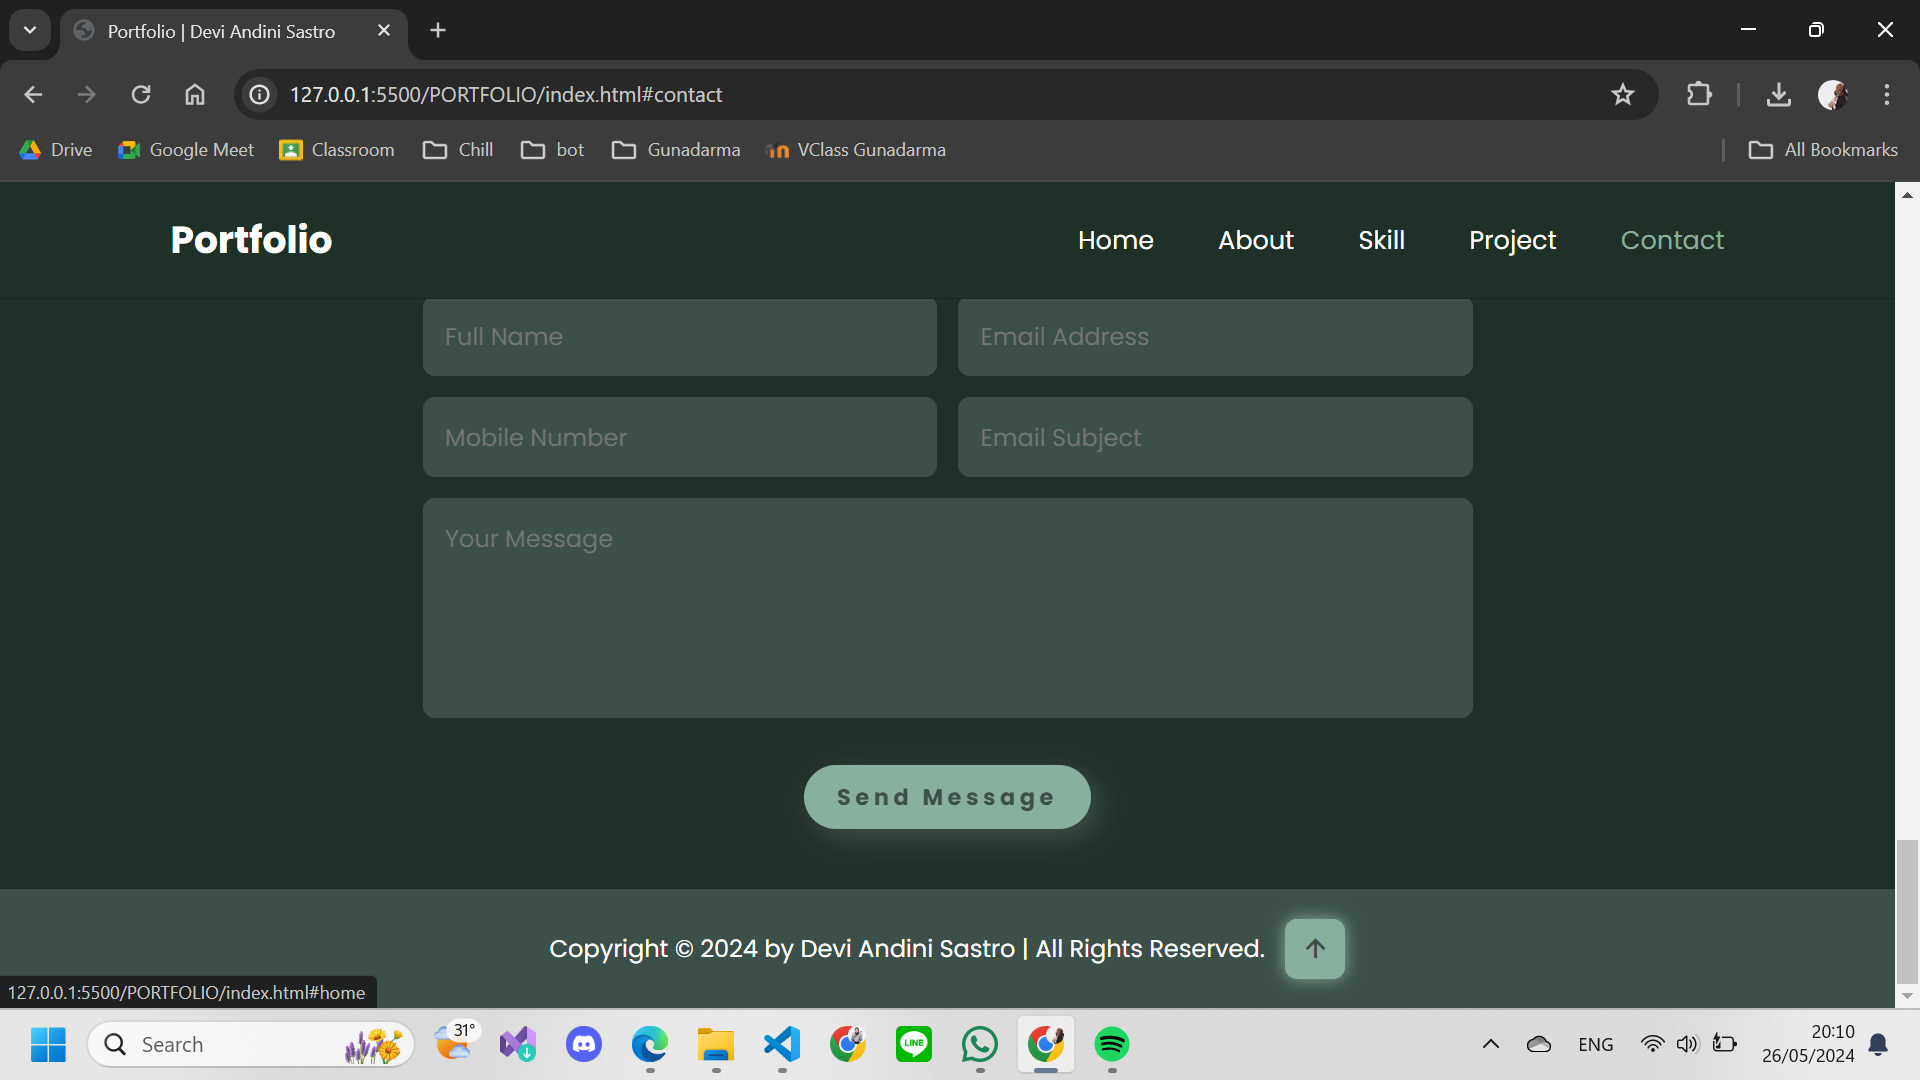 Portfolio | Devi Andini Sastro
127.0.0.1:5500/PORTFOLIO/index.html#contact
Drive Google Meet Classroom Chill bot Gunadarma VClass Gunadarma All Bookmarks
Portfolio Home About Skill Project Contact
Full Name Email Address
Mobile Number Email Subject
Your Message
Send Message
Copyright © 2024 by Devi Andini Sastro | All Rights Reserved.
127.0.0.1:5500/PORTFOLIO/index.html#home
Search 31° LINE ENG 20:10
26/05/2024